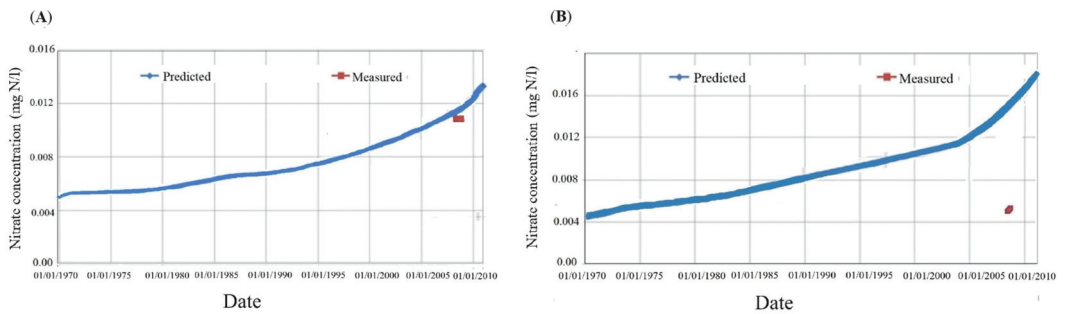 (A)
Nitrate concentration (mg N/l)
0.016
0.012
0.008
0.004
0.00
Predicted
Measured
01/01/1970 01/01/1975 01/01/1980 01/01/1985 01/01/1990 01/01/1995 01/01/2000 01/01/2005 01/01/2010
Date
(B)
Nitrate concentration (mg N/l)
0.016
0.012
0.008
0.004
0.00
Predicted
Measured
01/01/1970 01/01/1975 01/01/1980 01/01/1985 01/01/1990 01/01/1995 01/01/2000 01/01/2005 01/01/2010
Date